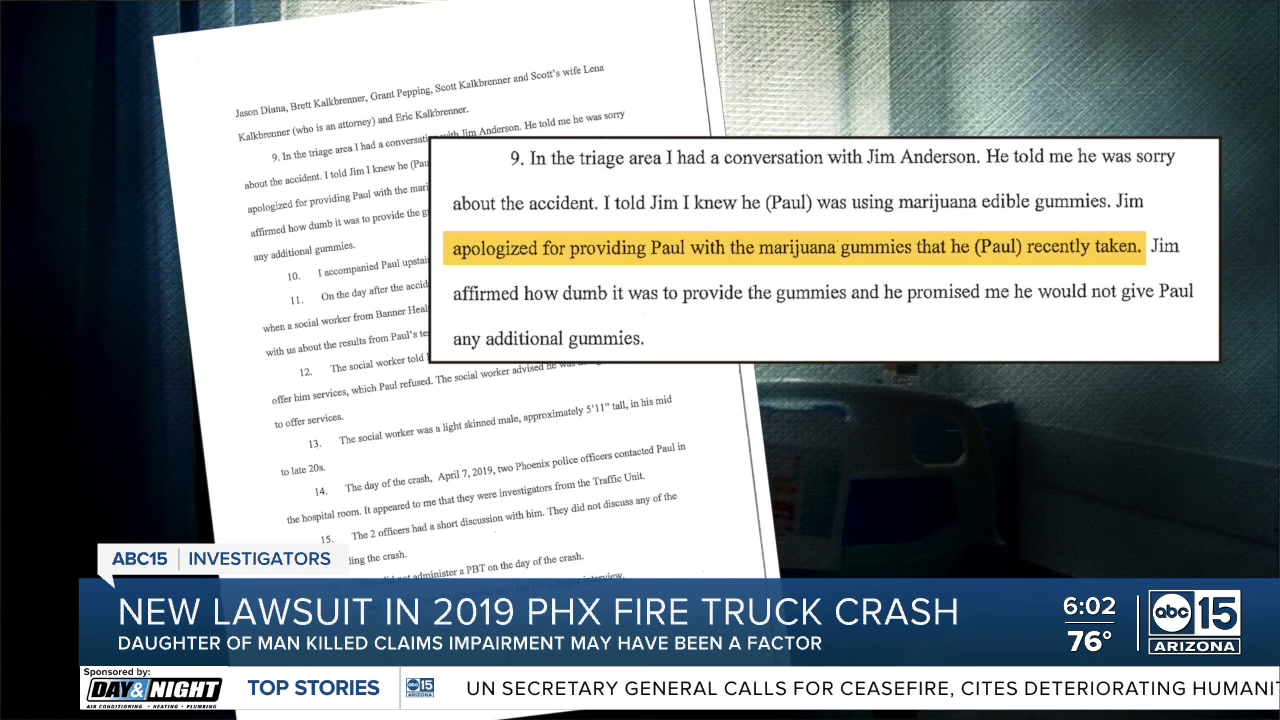 Jason Diana, Brett Kalkbrenner, Grant Pepping, Scott Kalkbrenner and Scott's wife Lena
Kalkbrenner (who is an attorney) and Eric Kalkbrenner.
9. In the triage area I had a conversation with Jim Anderson. He told me he was sorry
about the accident. I told Jim I knew he (Pau
apologized for providing Paul with the mari
affirmed how dumb it was to provide the g
any additional gummies.
10. I accompanied Paul upstai
11. On the day after the accid
when a social worker from Banner Heal
with us about the results from Paul's te
12. The social worker told
offer him services, which Paul refused. The social worker advised he was
to offer services.
13. The social worker was a light skinned male, approximately 5'11" tall, in his mid
to late 20s.
14. The day of the crash, April 7, 2019, two Phoenix police officers contacted Paul in
the hospital room. It appeared to me that they were investigators from the Traffic Unit.
15. The 2 officers had a short discussion with him. They did not discuss any of the
ding the crash.
not administer a PBT on the day of the crash.
interview.
9. In the triage area I had a conversation with Jim Anderson. He told me he was sorry
about the accident. I told Jim I knew he (Paul) was using marijuana edible gummies. Jim
apologized for providing Paul with the marijuana gummies that he (Paul) recently taken. Jim
affirmed how dumb it was to provide the gummies and he promised me he would not give Paul
any additional gummies.
ABC15 | INVESTIGATORS
NEW LAWSUIT IN 2019 PHX FIRE TRUCK CRASH
DAUGHTER OF MAN KILLED CLAIMS IMPAIRMENT MAY HAVE BEEN A FACTOR
6:02
76°
abc 15
ARIZONA
Sponsored by:
DAY & NIGHT
AIR CONDITIONING • HEATING • PLUMBING
TOP STORIES
abc 15
ARIZONA
UN SECRETARY GENERAL CALLS FOR CEASEFIRE, CITES DETERIORATING HUMANIT